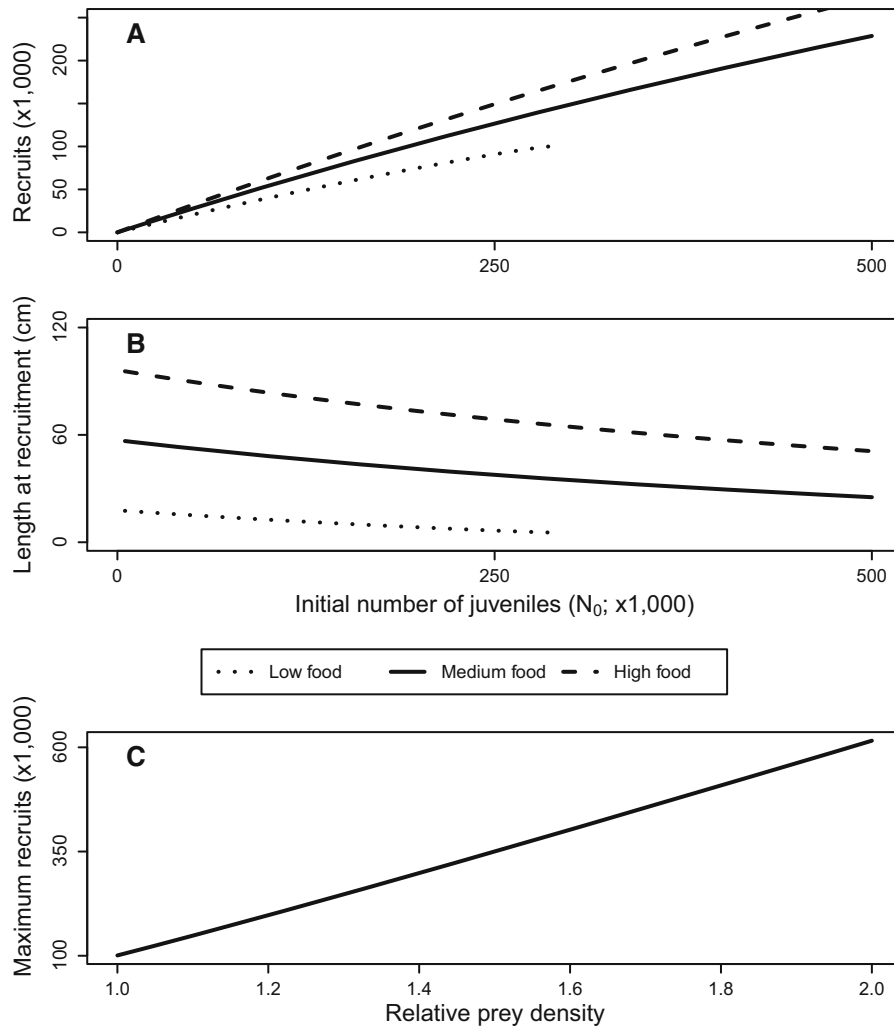 A
Recruits (x1,000)
200
100
50
0
0 250 500
B
Length at recruitment (cm)
120
60
0
0 250 500
Initial number of juveniles (N₀; x1,000)
Low food Medium food High food
C
Maximum recruits (x1,000)
600
350
100
1.0 1.2 1.4 1.6 1.8 2.0
Relative prey density